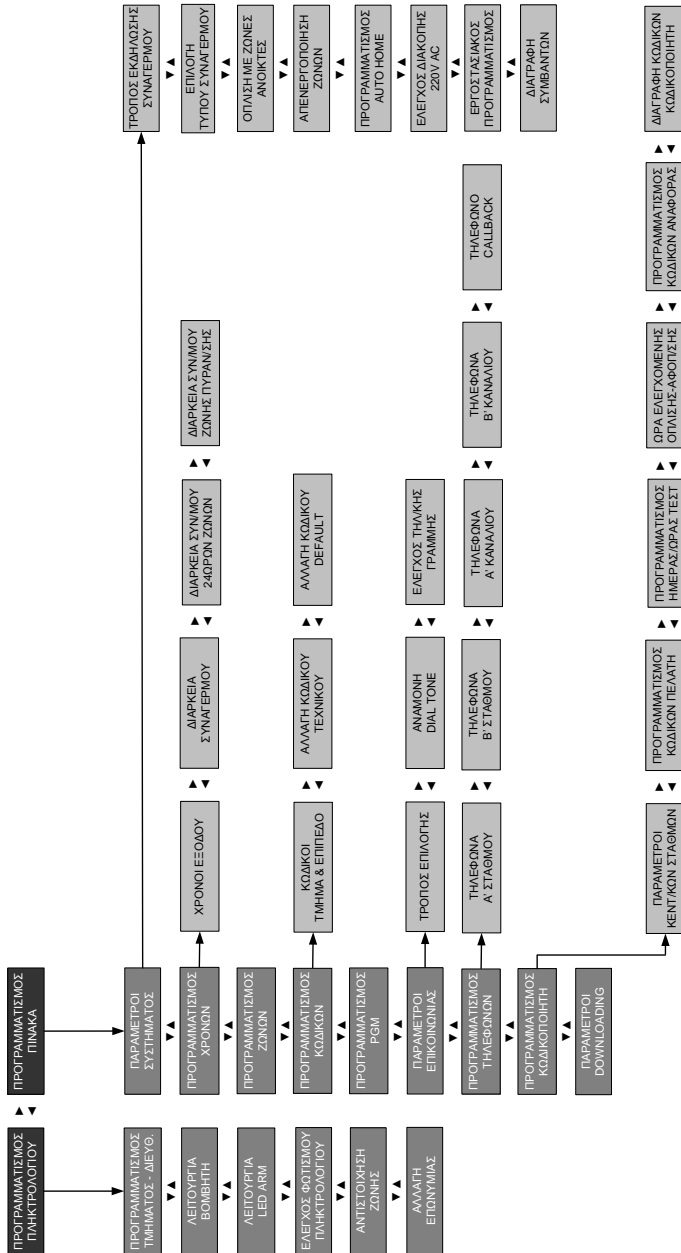 ΠΡΟΓΡΑΜΜΑΤΙΣΜΟΣ
ΠΛΗΚΤΡΟΛΟΓΙΟΥ
ΠΡΟΓΡΑΜΜΑΤΙΣΜΟΣ
ΠΙΝΑΚΑ
ΠΡΟΓΡΑΜΜΑΤΙΣΜΟΣ
ΤΜΗΜΑΤΟΣ - ΔΙΕΥΘ.
ΛΕΙΤΟΥΡΓΙΑ
ΒΟΜΒΗΤΗ
ΛΕΙΤΟΥΡΓΙΑ
LED ARM
ΕΛΕΓΧΟΣ ΦΩΤΙΣΜΟΥ
ΠΛΗΚΤΡΟΛΟΓΙΟΥ
ΑΝΤΙΣΤΟΙΧΗΣΗ
ΖΩΝΗΣ
ΑΛΛΑΓΗ
ΕΠΩΝΥΜΙΑΣ
ΠΑΡΑΜΕΤΡΟΙ
ΣΥΣΤΗΜΑΤΟΣ
ΠΡΟΓΡΑΜΜΑΤΙΣΜΟΣ
ΧΡΟΝΩΝ
ΠΡΟΓΡΑΜΜΑΤΙΣΜΟΣ
ΖΩΝΩΝ
ΠΡΟΓΡΑΜΜΑΤΙΣΜΟΣ
ΚΩΔΙΚΩΝ
ΠΡΟΓΡΑΜΜΑΤΙΣΜΟΣ
PGM
ΠΑΡΑΜΕΤΡΟΙ
ΕΠΙΚΟΙΝΩΝΙΑΣ
ΠΡΟΓΡΑΜΜΑΤΙΣΜΟΣ
ΤΗΛΕΦΩΝΩΝ
ΠΡΟΓΡΑΜΜΑΤΙΣΜΟΣ
ΚΩΔΙΚΟΠΟΙΗΤΗ
ΠΑΡΑΜΕΤΡΟΙ
DOWNLOADING
ΤΡΟΠΟΣ ΕΚΔΗΛΩΣΗΣ
ΣΥΝΑΓΕΡΜΟΥ
ΕΠΙΛΟΓΗ
ΤΥΠΟΥ ΣΥΝΑΓΕΡΜΟΥ
ΟΠΛΙΣΗ ΜΕ ΖΩΝΕΣ
ΑΝΟΙΚΤΕΣ
ΑΠΕΝΕΡΓΟΠΟΙΗΣΗ
ΖΩΝΩΝ
ΠΡΟΓΡΑΜΜΑΤΙΣΜΟΣ
AUTO HOME
ΕΛΕΓΧΟΣ ΔΙΑΚΟΠΗΣ
220V AC
ΕΡΓΟΣΤΑΣΙΑΚΟΣ
ΠΡΟΓΡΑΜΜΑΤΙΣΜΟΣ
ΔΙΑΓΡΑΦΗ
ΣΥΜΒΑΝΤΩΝ
ΧΡΟΝΟΙ ΕΞΟΔΟΥ
ΔΙΑΡΚΕΙΑ
ΣΥΝΑΓΕΡΜΟΥ
ΔΙΑΡΚΕΙΑ ΣΥΝ/ΜΟΥ
24ΩΡΩΝ ΖΩΝΩΝ
ΔΙΑΡΚΕΙΑ ΣΥΝ/ΜΟΥ
ΖΩΝΗΣ ΠΥΡΑΝ/ΣΗΣ
ΚΩΔΙΚΟΙ
ΤΜΗΜΑ & ΕΠΙΠΕΔΟ
ΑΛΛΑΓΗ ΚΩΔΙΚΟΥ
ΤΕΧΝΙΚΟΥ
ΑΛΛΑΓΗ ΚΩΔΙΚΟΥ
DEFAULT
ΤΡΟΠΟΣ ΕΠΙΛΟΓΗΣ
ΑΝΑΜΟΝΗ
DIAL TONE
ΕΛΕΓΧΟΣ ΤΗΛ/ΚΗΣ
ΓΡΑΜΜΗΣ
ΤΗΛΕΦΩΝΑ
Α' ΣΤΑΘΜΟΥ
ΤΗΛΕΦΩΝΑ
Β' ΣΤΑΘΜΟΥ
ΤΗΛΕΦΩΝΑ
Α' ΚΑΝΑΛΙΟΥ
ΤΗΛΕΦΩΝΑ
Β' ΚΑΝΑΛΙΟΥ
ΤΗΛΕΦΩΝΟ
CALLBACK
ΠΑΡΑΜΕΤΡΟΙ
ΚΕΝΤ/ΚΩΝ ΣΤΑΘΜΩΝ
ΠΡΟΓΡΑΜΜΑΤΙΣΜΟΣ
ΚΩΔΙΚΩΝ ΠΕΛΑΤΗ
ΠΡΟΓΡΑΜΜΑΤΙΣΜΟΣ
ΗΜΕΡΑΣ/ΩΡΑΣ ΤΕΣΤ
ΩΡΑ ΕΛΕΓΧΟΜΕΝΗΣ
ΟΠΛΙΣΗΣ-ΑΦΟΠ/ΣΗΣ
ΠΡΟΓΡΑΜΜΑΤΙΣΜΟΣ
ΚΩΔΙΚΩΝ ΑΝΑΦΟΡΑΣ
ΔΙΑΓΡΑΦΗ ΚΩΔΙΚΩΝ
ΚΩΔΙΚΟΠΟΙΗΤΗ